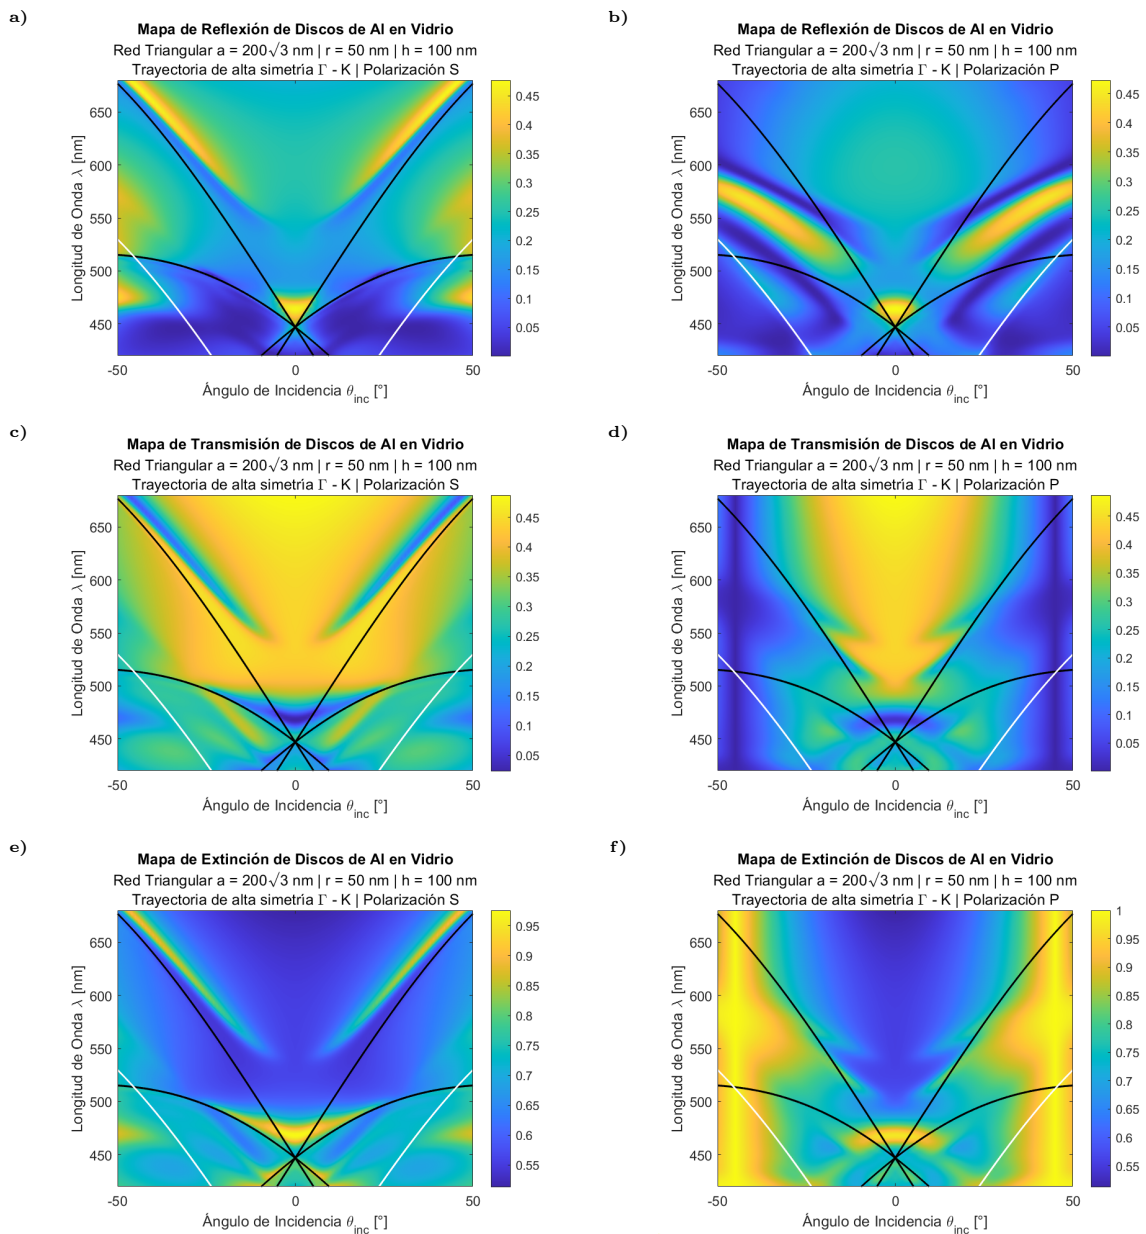 a)
Mapa de Reflexión de Discos de Al en Vidrio
Red Triangular a = 200√3 nm | r = 50 nm | h = 100 nm
Trayectoria de alta simetrìa Γ - K | Polarización S
Longitud de Onda λ [nm]
650
600
550
500
450
-50
0
50
Ángulo de Incidencia θinc [°]
0.45
0.4
0.35
0.3
0.25
0.2
0.15
0.1
0.05
b)
Mapa de Reflexión de Discos de Al en Vidrio
Red Triangular a = 200√3 nm | r = 50 nm | h = 100 nm
Trayectoria de alta simetrìa Γ - K | Polarización P
Longitud de Onda λ [nm]
650
600
550
500
450
-50
0
50
Ángulo de Incidencia θinc [°]
0.45
0.4
0.35
0.3
0.25
0.2
0.15
0.1
0.05
c)
Mapa de Transmisión de Discos de Al en Vidrio
Red Triangular a = 200√3 nm | r = 50 nm | h = 100 nm
Trayectoria de alta simetrìa Γ - K | Polarización S
Longitud de Onda λ [nm]
650
600
550
500
450
-50
0
50
Ángulo de Incidencia θinc [°]
0.45
0.4
0.35
0.3
0.25
0.2
0.15
0.1
0.05
d)
Mapa de Transmisión de Discos de Al en Vidrio
Red Triangular a = 200√3 nm | r = 50 nm | h = 100 nm
Trayectoria de alta simetrìa Γ - K | Polarización P
Longitud de Onda λ [nm]
650
600
550
500
450
-50
0
50
Ángulo de Incidencia θinc [°]
0.45
0.4
0.35
0.3
0.25
0.2
0.15
0.1
0.05
e)
Mapa de Extinción de Discos de Al en Vidrio
Red Triangular a = 200√3 nm | r = 50 nm | h = 100 nm
Trayectoria de alta simetrìa Γ - K | Polarización S
Longitud de Onda λ [nm]
650
600
550
500
450
-50
0
50
Ángulo de Incidencia θinc [°]
0.95
0.9
0.85
0.8
0.75
0.7
0.65
0.6
0.55
f)
Mapa de Extinción de Discos de Al en Vidrio
Red Triangular a = 200√3 nm | r = 50 nm | h = 100 nm
Trayectoria de alta simetrìa Γ - K | Polarización P
Longitud de Onda λ [nm]
650
600
550
500
450
-50
0
50
Ángulo de Incidencia θinc [°]
1
0.95
0.9
0.85
0.8
0.75
0.7
0.65
0.6
0.55